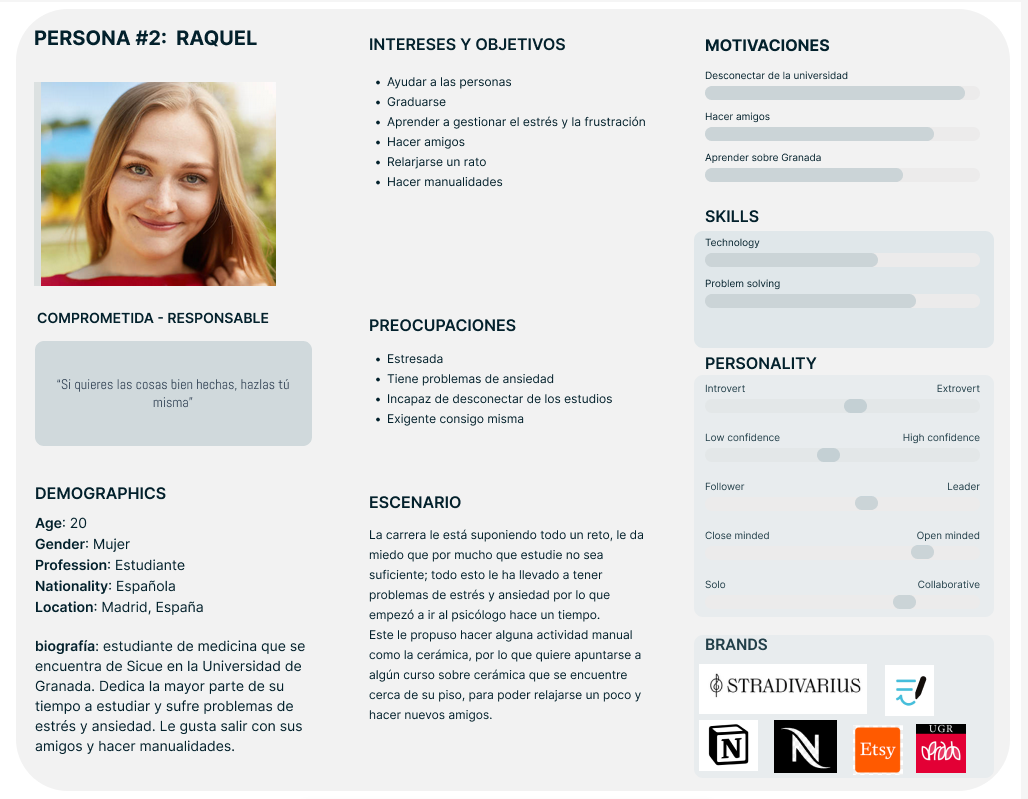 PERSONA #2: RAQUEL
COMPROMETIDA - RESPONSABLE
“Si quieres las cosas bien hechas, hazlas tú
misma”
DEMOGRAPHICS
Age: 20
Gender: Mujer
Profession: Estudiante
Nationality: Española
Location: Madrid, España
biografía: estudiante de medicina que se
encuentra de Sicue en la Universidad de
Granada. Dedica la mayor parte de su
tiempo a estudiar y sufre problemas de
estrés y ansiedad. Le gusta salir con sus
amigos y hacer manualidades.
INTERESES Y OBJETIVOS
• Ayudar a las personas
• Graduarse
• Aprender a gestionar el estrés y la frustración
• Hacer amigos
• Relarjarse un rato
• Hacer manualidades
PREOCUPACIONES
• Estresada
• Tiene problemas de ansiedad
• Incapaz de desconectar de los estudios
• Exigente consigo misma
ESCENARIO
La carrera le está suponiendo todo un reto, le da
miedo que por mucho que estudie no sea
suficiente; todo esto le ha llevado a tener
problemas de estrés y ansiedad por lo que
empezó a ir al psicólogo hace un tiempo.
Este le propuso hacer alguna actividad manual
como la cerámica, por lo que quiere apuntarse a
algún curso sobre cerámica que se encuentre
cerca de su piso, para poder relajarse un poco y
hacer nuevos amigos.
MOTIVACIONES
Desconectar de la universidad
Hacer amigos
Aprender sobre Granada
SKILLS
Technology
Problem solving
PERSONALITY
Introvert Extrovert
Low confidence High confidence
Follower Leader
Close minded Open minded
Solo Collaborative
BRANDS
STRADIVARIUS
N
N
Etsy
UGR